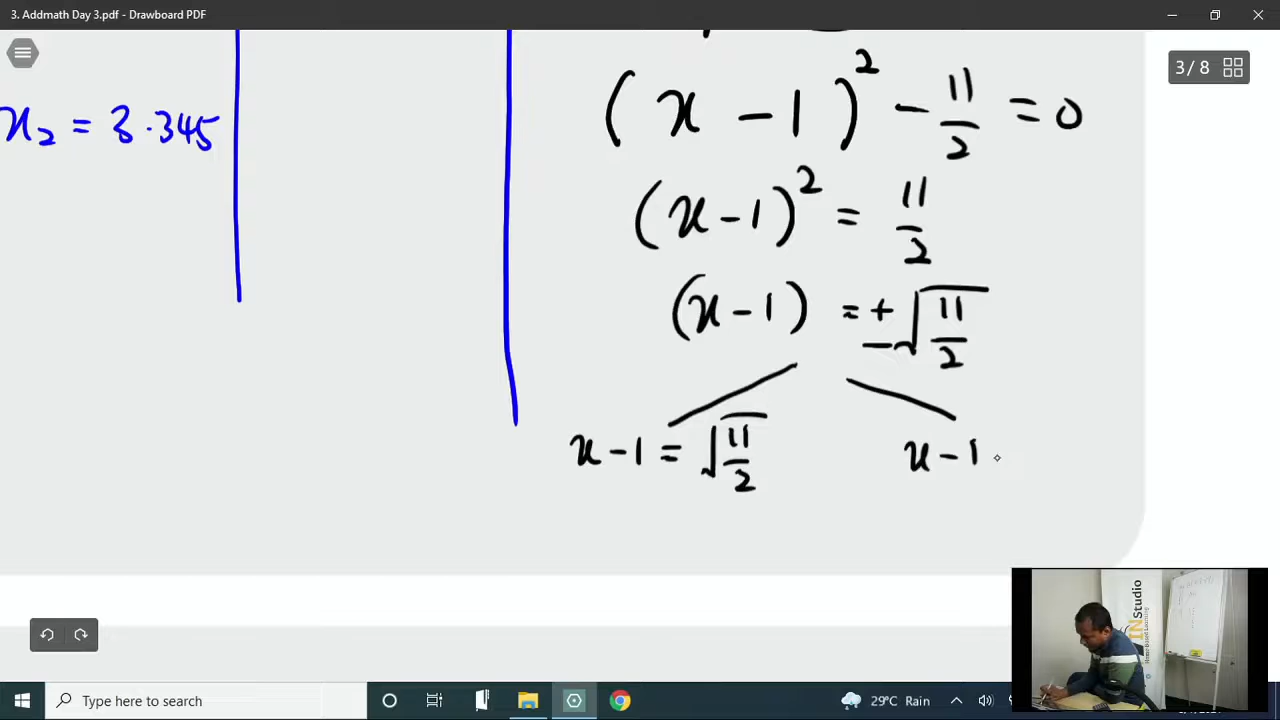 3. Addmath Day 3.pdf - Drawboard PDF
3 / 8
x₂ = 3.345
(x - 1)² - 11/2 = 0
(x - 1)² = 11/2
(x - 1) = ±√(11/2)
x - 1 = √(11/2)
x - 1
INStudio
Type here to search
29°C Rain